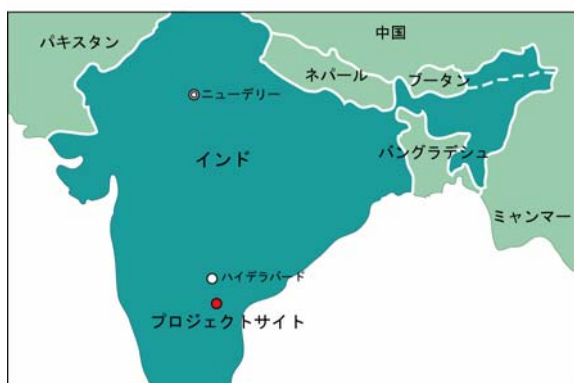 パキスタン
中国
ネパール
ブータン
ニューデリー
インド
バングラデシュ
ミャンマー
ハイデラバード
プロジェクトサイト